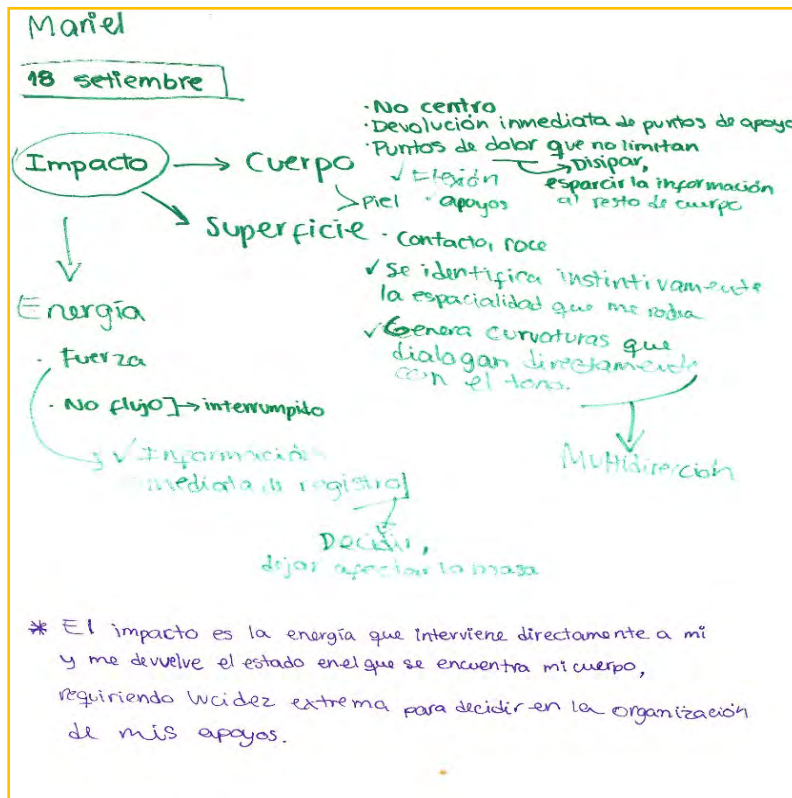 Mariel
18 setiembre
· No centro
· Devolución inmediata de puntos de apoyo
· Puntos de dolor que no limitan
Impacto → Cuerpo
→ Disipar,
esparcir la información
al resto de cuerpo
✓ Flexión
> Piel · apoyos
Superficie · contacto, roce
✓ Se identifica instintivamente
la espacialidad que me rodea
✓ Genera curvaturas que
dialogan directamente
con el tono.
Multidirección
Energía
· Fuerza
· No flujo] → interrumpido
✓ Información
inmediata, registro]
Decidir,
dejar afectar la masa
* El impacto es la energía que interviene directamente a mi
y me devuelve el estado en el que se encuentra mi cuerpo,
requiriendo lucidez extrema para decidir en la organización
de mis apoyos.